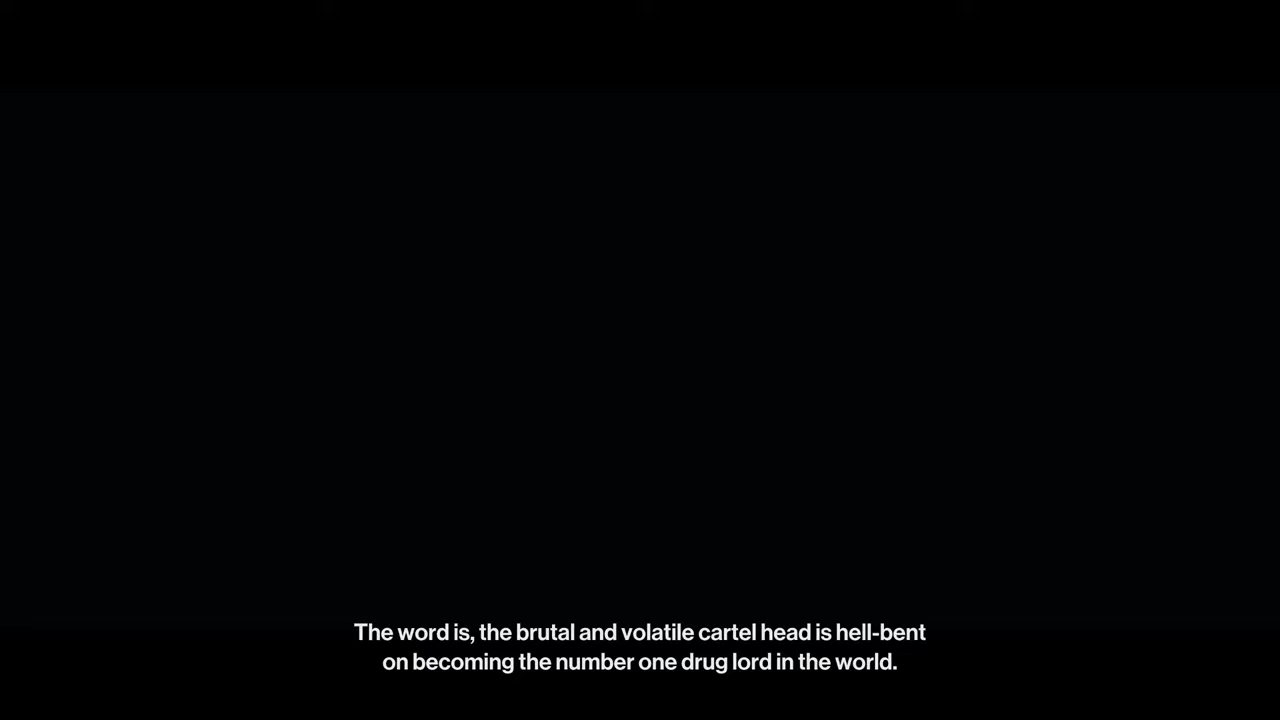 The word is, the brutal and volatile cartel head is hell-bent
on becoming the number one drug lord in the world.